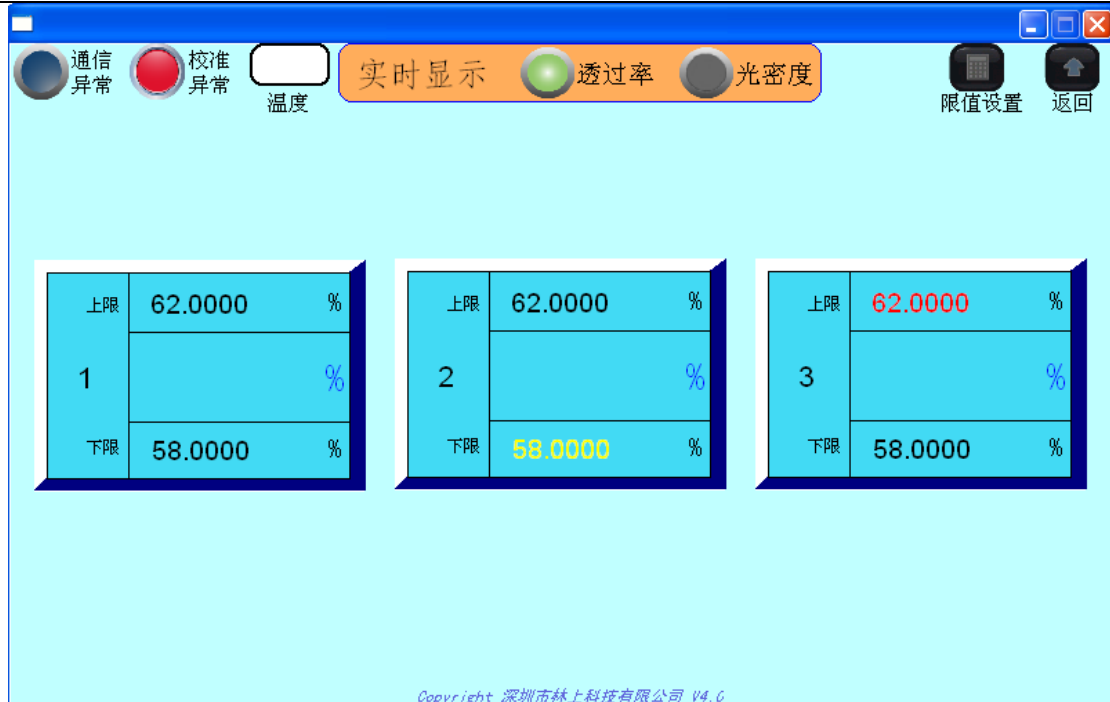 通信
异常
校准
异常
温度
实时显示
透过率
光密度
限值设置
返回
上限 62.0000 %
1 %
下限 58.0000 %
上限 62.0000 %
2 %
下限 58.0000 %
上限 62.0000 %
3 %
下限 58.0000 %
Copyright 深圳市林上科技有限公司